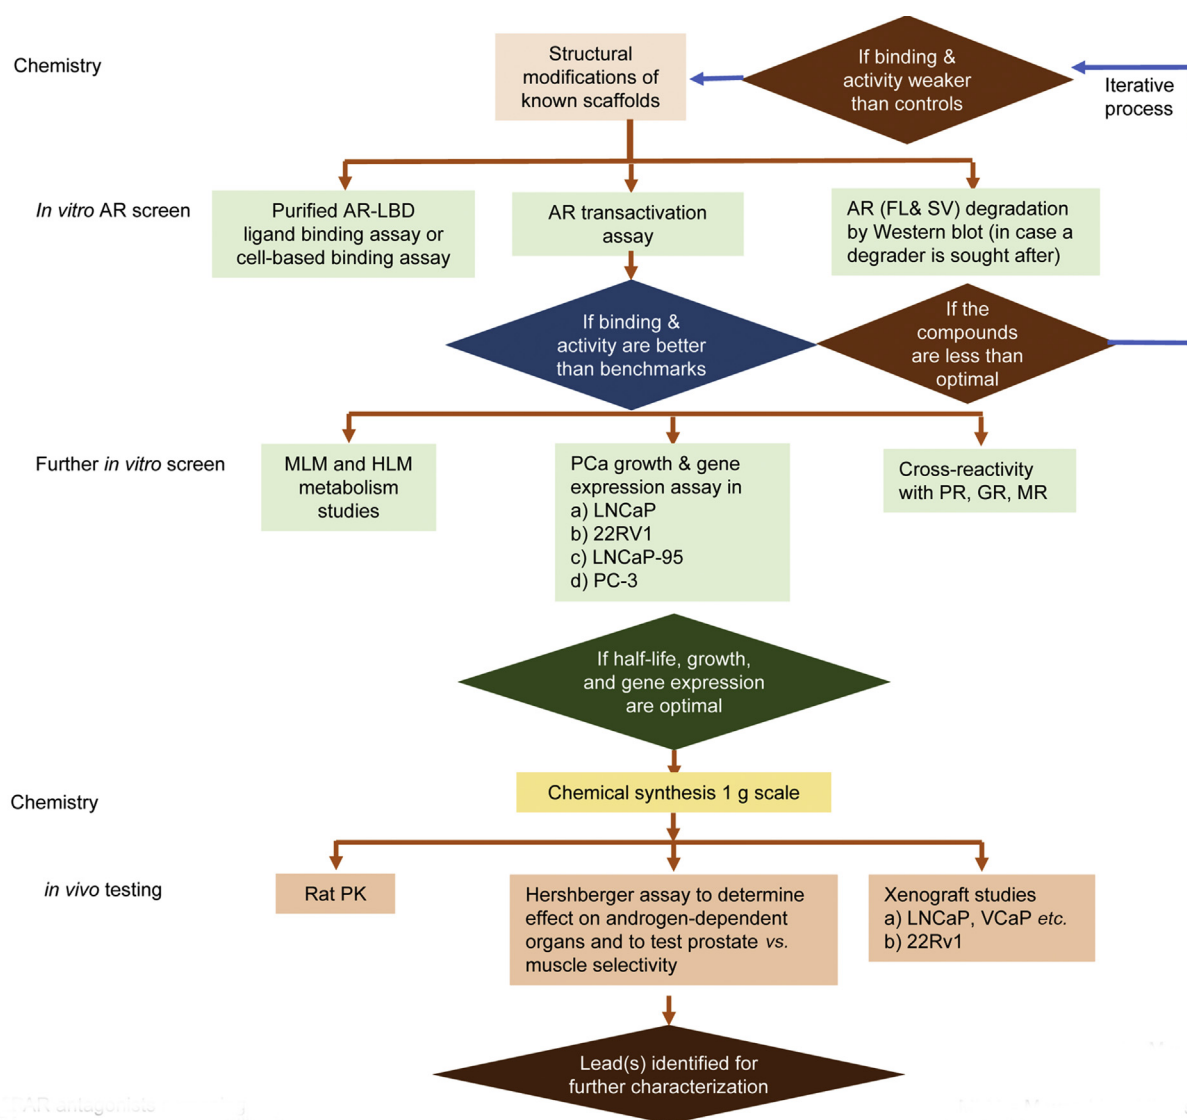 Chemistry
Structural
modifications of
known scaffolds
If binding &
activity weaker
than controls
Iterative
process
In vitro AR screen
Purified AR-LBD
ligand binding assay or
cell-based binding assay
AR transactivation
assay
AR (FL& SV) degradation
by Western blot (in case a
degrader is sought after)
If binding &
activity are better
than benchmarks
If the
compounds
are less than
optimal
Further in vitro screen
MLM and HLM
metabolism
studies
PCa growth & gene
expression assay in
a) LNCaP
b) 22RV1
c) LNCaP-95
d) PC-3
Cross-reactivity
with PR, GR, MR
If half-life, growth,
and gene expression
are optimal
Chemistry
Chemical synthesis 1 g scale
in vivo testing
Rat PK
Hershberger assay to determine
effect on androgen-dependent
organs and to test prostate vs.
muscle selectivity
Xenograft studies
a) LNCaP, VCaP etc.
b) 22Rv1
Lead(s) identified for
further characterization
AR antagonists